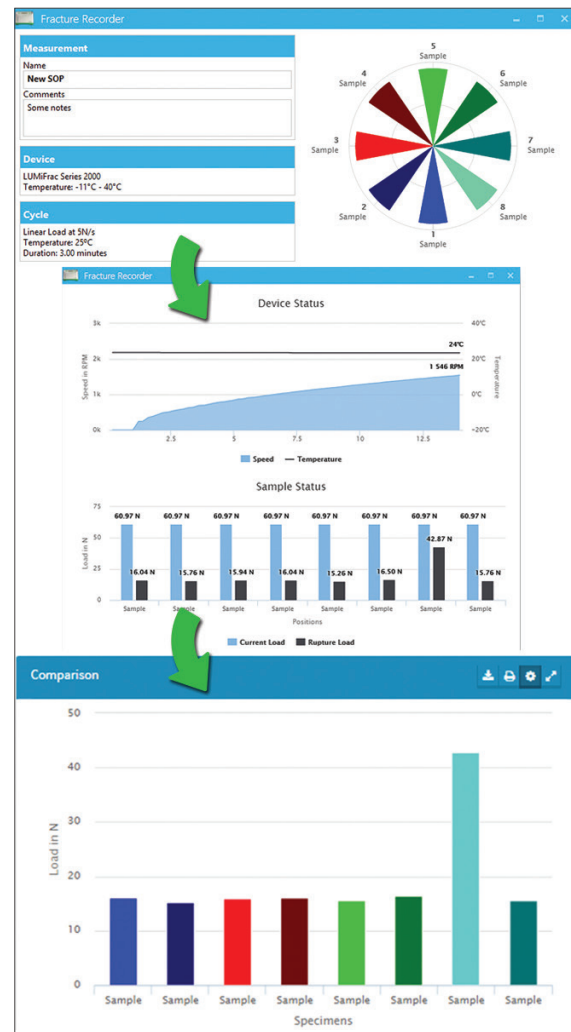 Fracture Recorder
Measurement
Name
New SOP
Comments
Some notes
Device
LUMiFrac Series 2000
Temperature: -11°C - 40°C
Cycle
Linear Load at 5N/s
Temperature: 25ºC
Duration: 3.00 minutes
5
Sample
4
Sample
6
Sample
3
Sample
7
Sample
2
Sample
8
Sample
1
Sample
Fracture Recorder
Device Status
3k
40°C
24°C
2k
20°C
1 546 RPM
1k
0°C
0k
-20°C
Speed in RPM
Temperature
2.5 5 7.5 10 12.5
Speed Temperature
Sample Status
75
50
25
0
Load in N
60.97 N 60.97 N 60.97 N 60.97 N 60.97 N 60.97 N 60.97 N 60.97 N
16.04 N 15.76 N 15.94 N 16.04 N 15.26 N 16.50 N 42.87 N 15.76 N
Sample Sample Sample Sample Sample Sample Sample Sample
Positions
Current Load Rupture Load
Comparison
50
40
30
20
10
0
Load in N
Sample Sample Sample Sample Sample Sample Sample Sample
Specimens